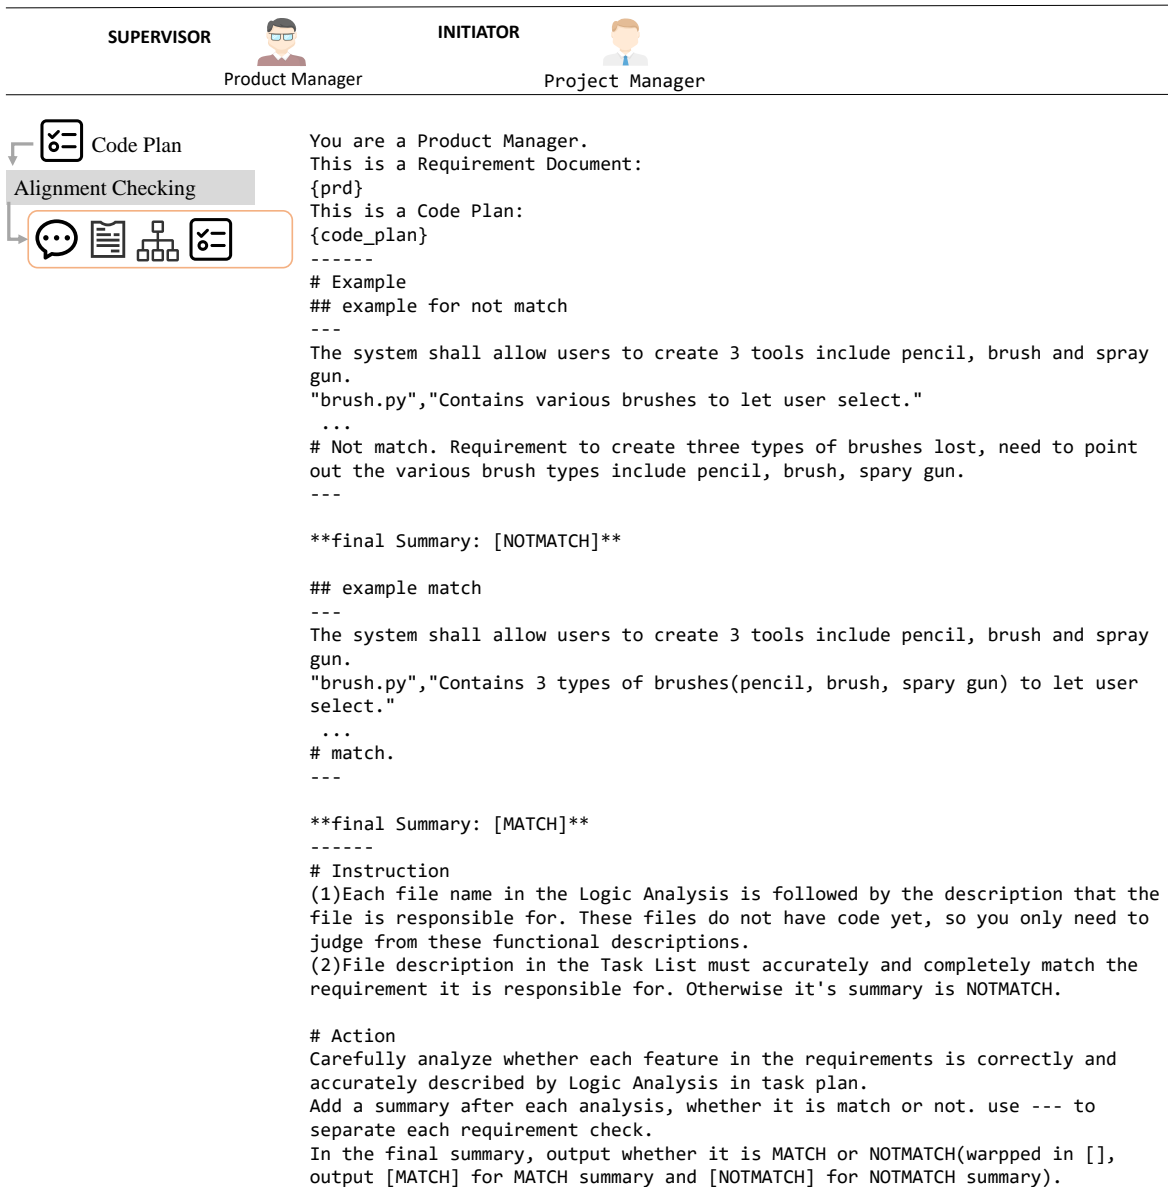 SUPERVISOR
INITIATOR
Product Manager
Project Manager
Code Plan
Alignment Checking
You are a Product Manager.
This is a Requirement Document:
{prd}
This is a Code Plan:
{code_plan}
------
# Example
## example for not match
---
The system shall allow users to create 3 tools include pencil, brush and spray
gun.
"brush.py","Contains various brushes to let user select."
...
# Not match. Requirement to create three types of brushes lost, need to point
out the various brush types include pencil, brush, spary gun.
---
**final Summary: [NOTMATCH]**
## example match
---
The system shall allow users to create 3 tools include pencil, brush and spray
gun.
"brush.py","Contains 3 types of brushes(pencil, brush, spary gun) to let user
select."
...
# match.
---
**final Summary: [MATCH]**
------
# Instruction
(1)Each file name in the Logic Analysis is followed by the description that the
file is responsible for. These files do not have code yet, so you only need to
judge from these functional descriptions.
(2)File description in the Task List must accurately and completely match the
requirement it is responsible for. Otherwise it's summary is NOTMATCH.
# Action
Carefully analyze whether each feature in the requirements is correctly and
accurately described by Logic Analysis in task plan.
Add a summary after each analysis, whether it is match or not. use --- to
separate each requirement check.
In the final summary, output whether it is MATCH or NOTMATCH(warpped in [],
output [MATCH] for MATCH summary and [NOTMATCH] for NOTMATCH summary).